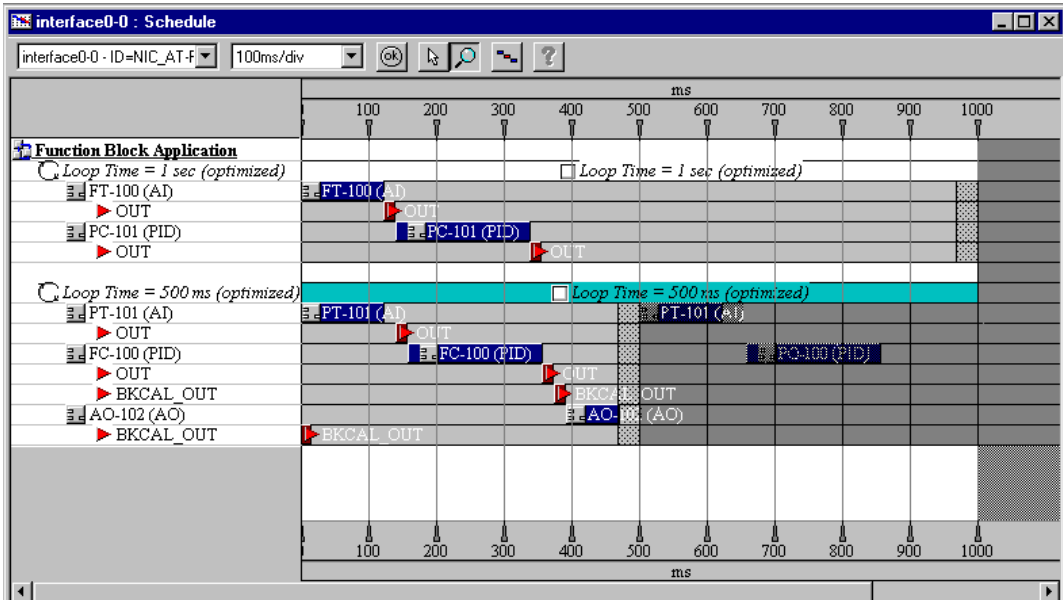 interface0-0 : Schedule
interface0-0 - ID=NIC_AT-F 100ms/div ok ?
ms
100 200 300 400 500 600 700 800 900 1000
Function Block Application
Loop Time = 1 sec (optimized) Loop Time = 1 sec (optimized)
FT-100 (AI) FT-100 (AI)
OUT OUT
PC-101 (PID) PC-101 (PID)
OUT OUT
Loop Time = 500 ms (optimized) Loop Time = 500 ms (optimized)
PT-101 (AI) PT-101 (AI) PT-101 (AI)
OUT OUT
FC-100 (PID) FC-100 (PID)
OUT OUT
BKCAL_OUT BKCAL_OUT
AO-102 (AO) AO-102 (AO)
BKCAL_OUT BKCAL_OUT
100 200 300 400 500 600 700 800 900 1000
ms